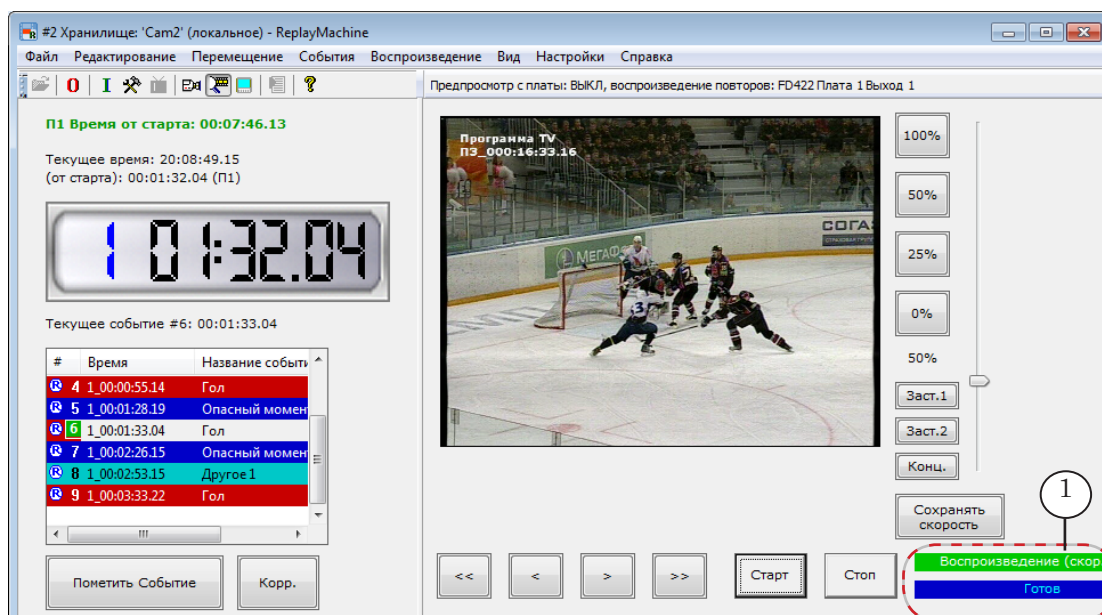 #2 Хранилище: 'Cam2' (локальное) - ReplayMachine
Файл Редактирование Перемещение События Воспроизведение Вид Настройки Справка
Предпросмотр с платы: ВЫКЛ, воспроизведение повторов: FD422 Плата 1 Выход 1
П1 Время от старта: 00:07:46.13
Текущее время: 20:08:49.15
(от старта): 00:01:32.04 (П1)
1 0 01:32.04
Текущее событие #6: 00:01:33.04
# Время Название событи
R 4 1_00:00:55.14 Гол
R 5 1_00:01:28.19 Опасный момен
R 6 1_00:01:33.04 Гол
R 7 1_00:02:26.15 Опасный момен
R 8 1_00:02:53.15 Другое1
R 9 1_00:03:33.22 Гол
Пометить Событие
Корр.
Программа TV
П3_000:16:33.16
СОГАЗ
МЕГАФО
100%
50%
25%
0%
50%
Заст.1
Заст.2
Конц.
Сохранять
скорость
1
<< < > >> Старт Стоп
Воспроизведение (скор
Готов